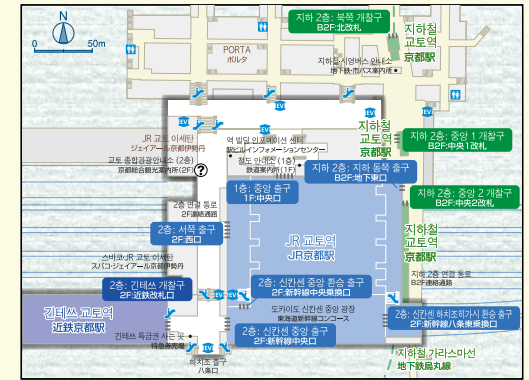 지하 2층: 북쪽 개찰구
B2F:北改札
지하철
교토역
京都駅
N
0 50m
PORTA
ポルタ
지하철·시영버스 안내소
地下鉄・市バス案内所
JR 교토 이세탄
ジェイアール京都伊勢丹
교토 종합관광안내소 (2층)
京都総合観光案内所(2F)
역 빌딩 인포메이션 센터
駅ビルインフォメーションセンター
철도 안내소 (1층)
鉄道案内所(1F)
지하철
교토역
京都駅
지하 2층: 중앙 1 개찰구
B2F:中央1改札
지하 2층: 지하 동쪽 출구
B2F:地下東口
1층: 중앙 출구
1F:中央口
지하 2층: 중앙 2 개찰구
B2F:中央2改札
2층 연결 통로
2F連絡通路
2층: 서쪽 출구
2F:西口
JR 교토역
JR京都駅
지하철
교토역
京都駅
스바코·JR 교토 이세탄
スバコ・ジェイアール京都伊勢丹
지하 2층 연결 통로
B2F連絡通路
2층: 긴테쓰 개찰구
2F:近鉄改札口
2층: 신칸센 중앙 환승 출구
2F:新幹線中央乗換口
긴테쓰 교토역
近鉄京都駅
도카이도 신칸센 중앙 광장
東海道新幹線コンコース
2층: 신칸센 하치조히가시 환승 출구
2F:新幹線八条東乗換口
긴테쓰 특급권 사는 곳
特急券売場
2층: 신칸센 중앙 출구
2F:新幹線中央口
하치조 출구
八条口
지하철 가라스마선
地下鉄烏丸線